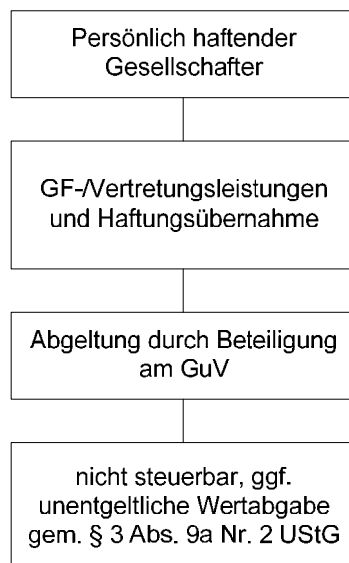 Persönlich haftender
Gesellschafter
GF-/Vertretungsleistungen
und Haftungsübernahme
Abgeltung durch Beteiligung
am GuV
nicht steuerbar, ggf.
unentgeltliche Wertabgabe
gem. § 3 Abs. 9a Nr. 2 UStG